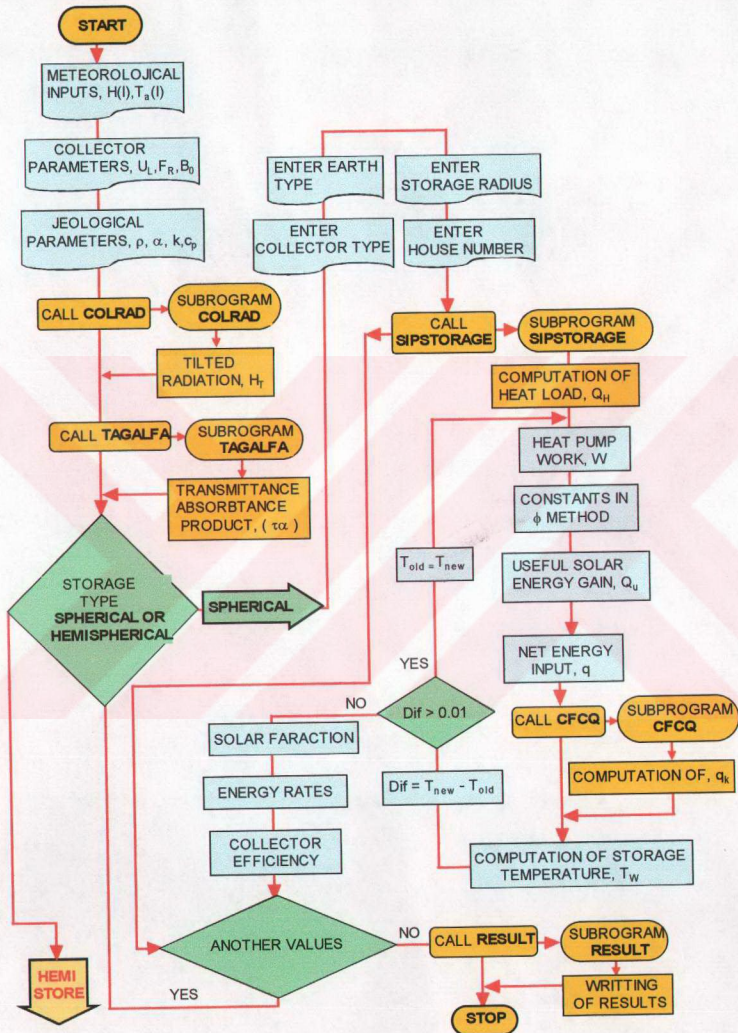 START
METEOROLOJICAL
INPUTS, H(I),Tₐ(I)
COLLECTOR
PARAMETERS, U_L,F_R,B₀
JEOLOGICAL
PARAMETERS, ρ, α, k,cₚ
CALL COLRAD
SUBROGRAM
COLRAD
TILTED
RADIATION, H_T
CALL TAGALFA
SUBROGRAM
TAGALFA
TRANSMITTANCE
ABSORBTANCE
PRODUCT, ( τα )
STORAGE
TYPE
SPHERICAL OR
HEMISPHERICAL
SPHERICAL
ENTER EARTH
TYPE
ENTER
COLLECTOR TYPE
ENTER
STORAGE RADIUS
ENTER
HOUSE NUMBER
CALL
SIPSTORAGE
SUBPROGRAM
SIPSTORAGE
COMPUTATION OF
HEAT LOAD, Q_H
HEAT PUMP
WORK, W
CONSTANTS IN
ϕ METHOD
USEFUL SOLAR
ENERGY GAIN, Qᵤ
NET ENERGY
INPUT, q
CALL CFCQ
SUBPROGRAM
CFCQ
COMPUTATION OF, qₖ
COMPUTATION OF STORAGE
TEMPERATURE, T_W
Dif = T_new - T_old
Dif > 0.01
YES
T_old = T_new
NO
SOLAR FARACTION
ENERGY RATES
COLLECTOR
EFFICIENCY
ANOTHER VALUES
YES
NO
CALL RESULT
SUBROGRAM
RESULT
WRITTING
OF RESULTS
STOP
HEMI
STORE